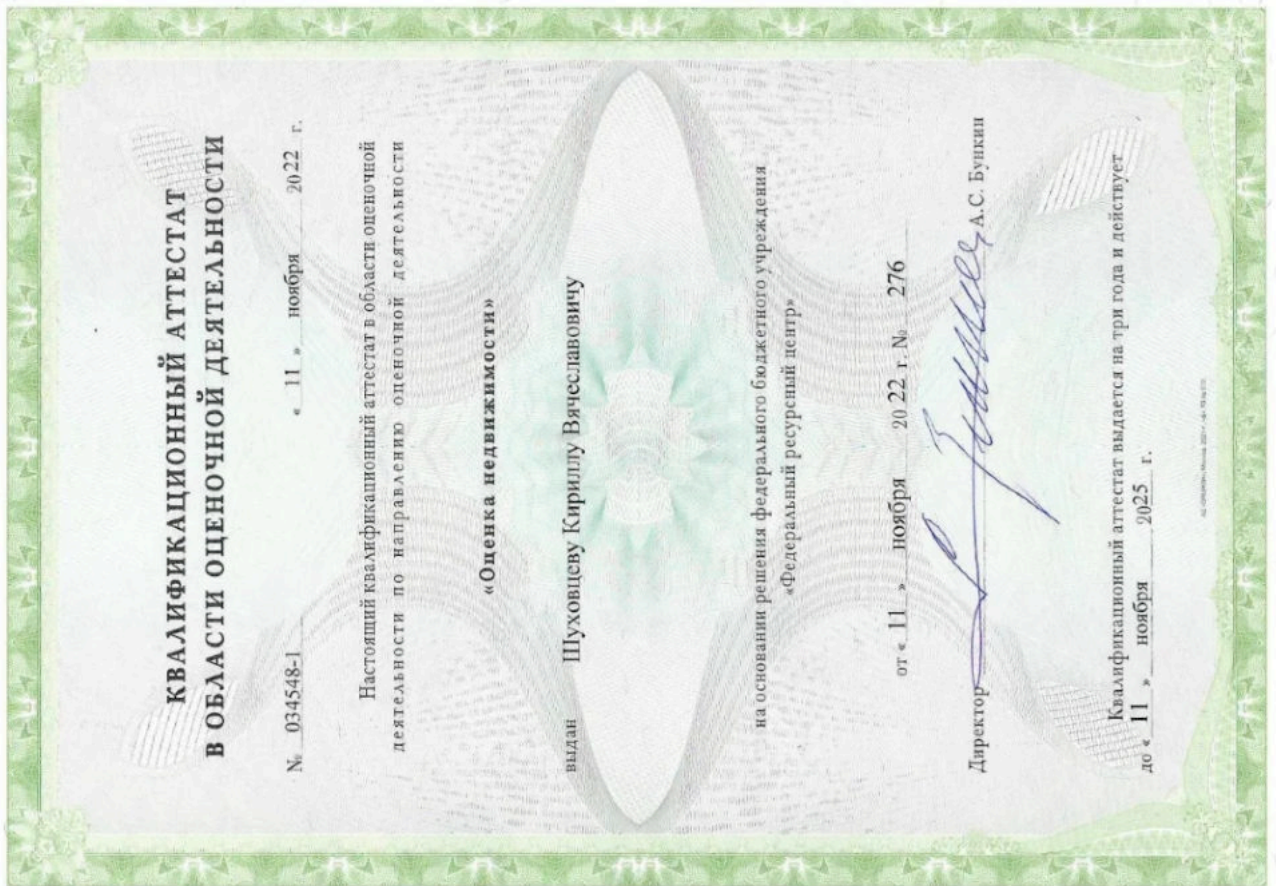 КВАЛИФИКАЦИОННЫЙ АТТЕСТАТ
В ОБЛАСТИ ОЦЕНОЧНОЙ ДЕЯТЕЛЬНОСТИ
№ 034548-1 « 11 » ноября 2022 г.
Настоящий квалификационный аттестат в области оценочной
деятельности по направлению оценочной деятельности
«Оценка недвижимости»
выдан Шуховцеву Кириллу Вячеславовичу
на основании решения федерального бюджетного учреждения
«Федеральный ресурсный центр»
от « 11 » ноября 20 22 г. № 276
Директор А.С. Бункин
Квалификационный аттестат выдается на три года и действует
до « 11 » ноября 2025 г.